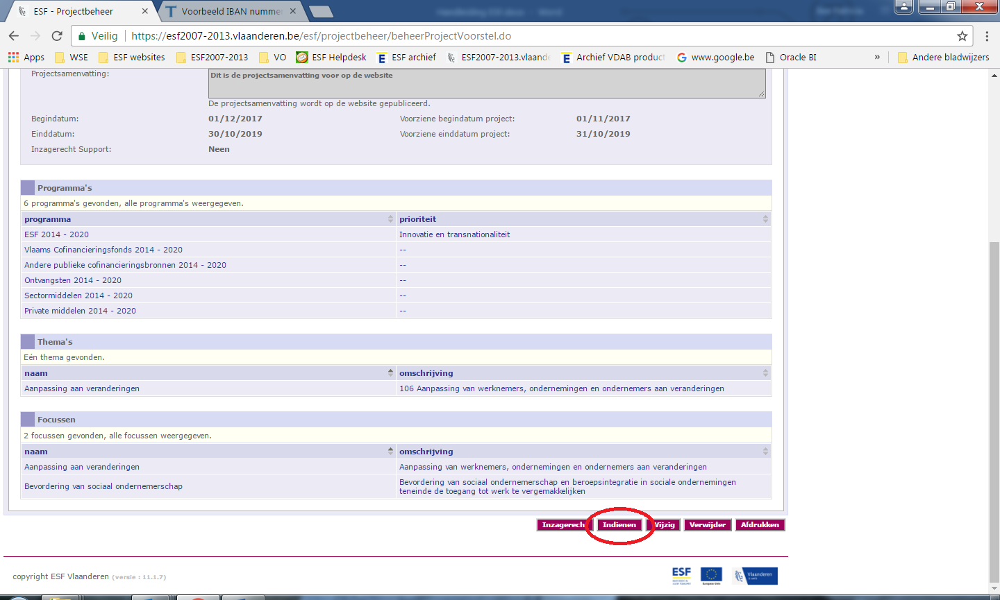 ESF - Projectbeheer
Voorbeeld IBAN nummer
Veilig
https://esf2007-2013.vlaanderen.be/esf/projectbeheer/beheerProjectVoorstel.do
Apps WSE ESF websites ESF2007-2013 VO ESF Helpdesk ESF archief ESF2007-2013.vlaande Archief VDAB product www.google.be Oracle BI » Andere bladwijzers
Projectsamenvatting: Dit is de projectsamenvatting voor op de website
De projectsamenvatting wordt op de website gepubliceerd.
Begindatum: 01/12/2017 Voorziene begindatum project: 01/11/2017
Einddatum: 30/10/2019 Voorziene einddatum project: 31/10/2019
Inzagerecht Support: Neen
Programma's
6 programma's gevonden, alle programma's weergegeven.
programma prioriteit
ESF 2014 - 2020 Innovatie en transnationaliteit
Vlaams Cofinancieringsfonds 2014 - 2020 --
Andere publieke cofinancieringsbronnen 2014 - 2020 --
Ontvangsten 2014 - 2020 --
Sectormiddelen 2014 - 2020 --
Private middelen 2014 - 2020 --
Thema's
Eén thema gevonden.
naam omschrijving
Aanpassing aan veranderingen 106 Aanpassing van werknemers, ondernemingen en ondernemers aan veranderingen
Focussen
2 focussen gevonden, alle focussen weergegeven.
naam omschrijving
Aanpassing aan veranderingen Aanpassing van werknemers, ondernemingen en ondernemers aan veranderingen
Bevordering van sociaal ondernemerschap Bevordering van sociaal ondernemerschap en beroepsintegratie in sociale ondernemingen
teneinde de toegang tot werk te vergemakkelijken
Inzagerech Indienen Wijzig Verwijder Afdrukken
copyright ESF Vlaanderen (versie : 11.1.7)
ESF
Vlaanderen